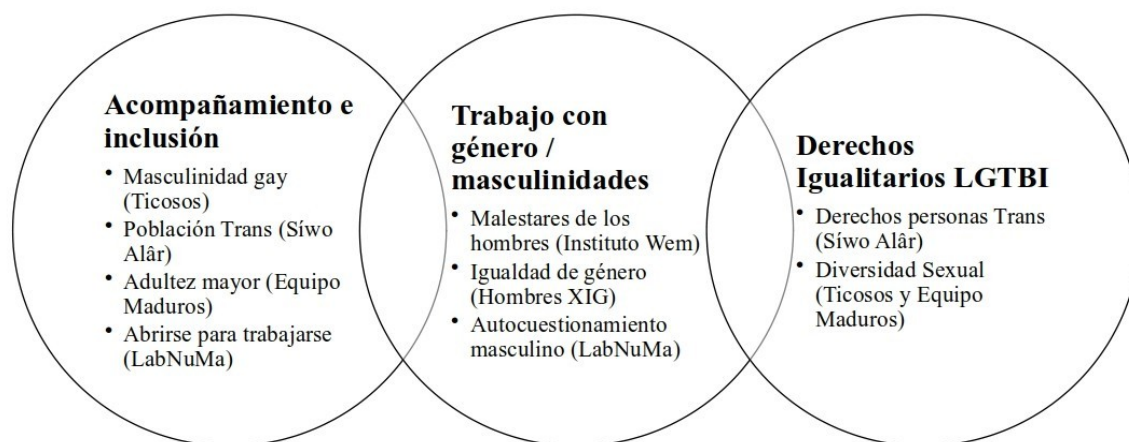 Acompañamiento e
inclusión
• Masculinidad gay
(Ticosos)
• Población Trans (Síwo
Alâr)
• Adultez mayor (Equipo
Maduros)
• Abrirse para trabajarse
(LabNuMa)
Trabajo con
género /
masculinidades
• Malestares de los
hombres (Instituto Wem)
• Igualdad de género
(Hombres XIG)
• Autocuestionamiento
masculino (LabNuMa)
Derechos
Igualitarios LGTBI
• Derechos personas Trans
(Síwo Alâr)
• Diversidad Sexual
(Ticosos y Equipo
Maduros)